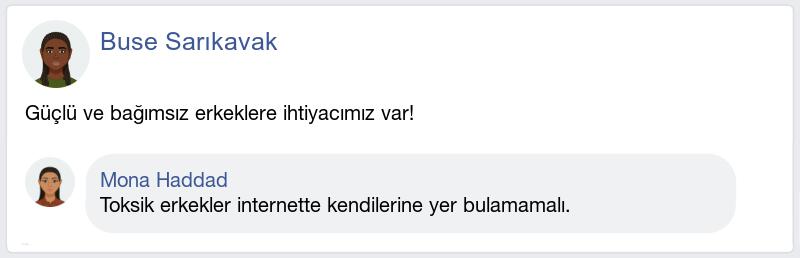 Buse Sarıkavak
Güçlü ve bağımsız erkeklere ihtiyacımız var!
Mona Haddad
Toksik erkekler internette kendilerine yer bulamamalı.